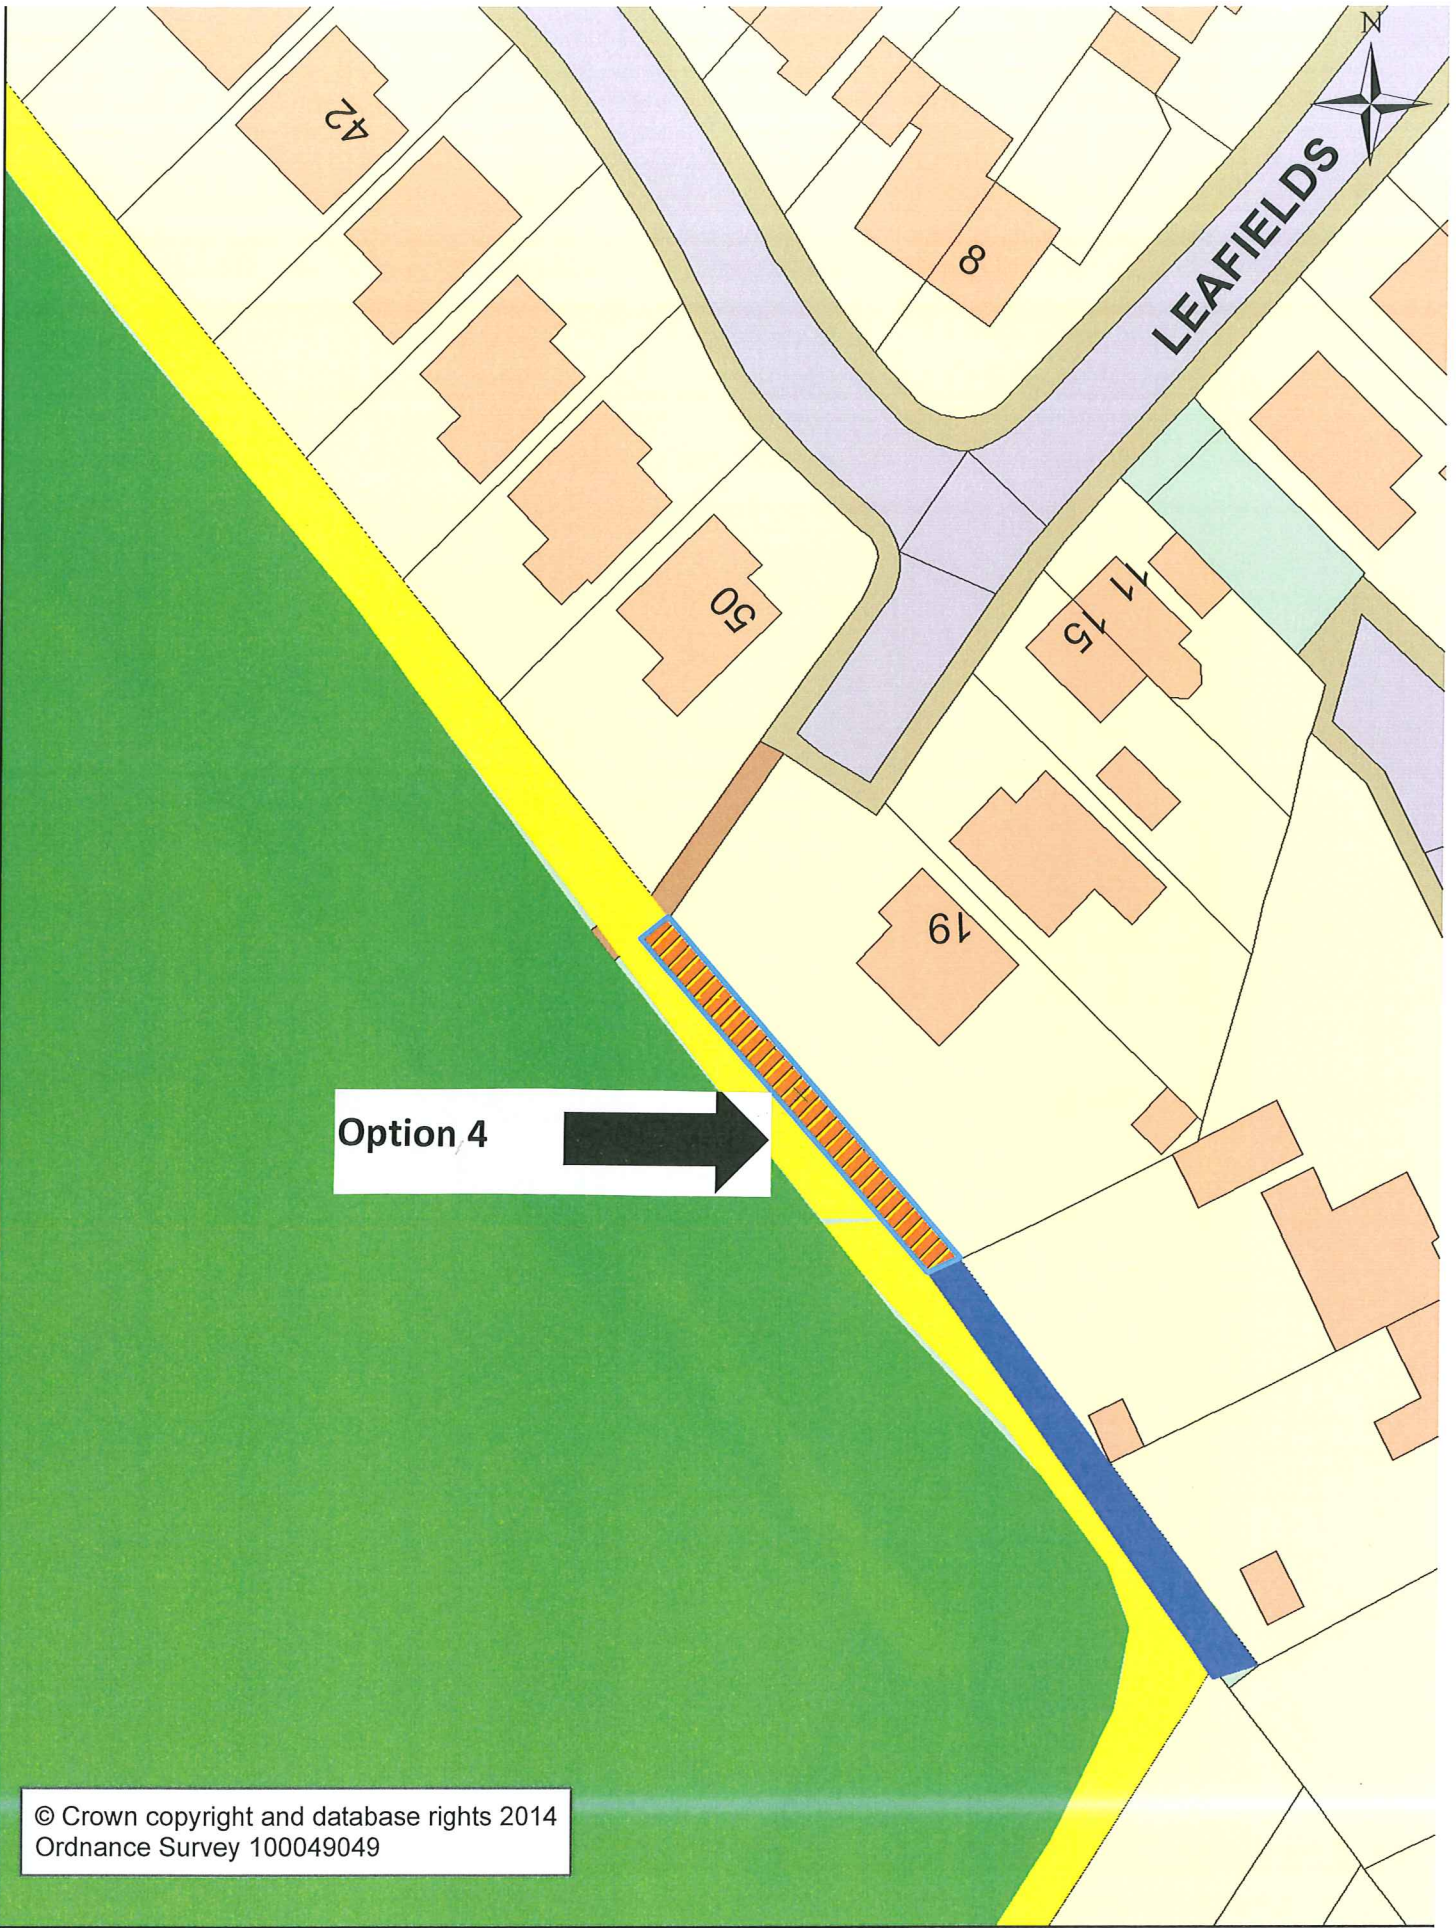 N
42
8
LEAFIELDS
50
11
15
19
Option 4
© Crown copyright and database rights 2014
Ordnance Survey 100049049